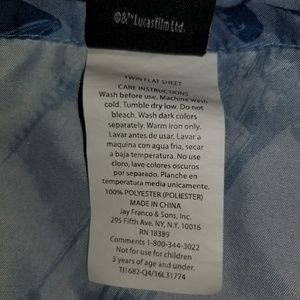 ©&™Lucasfilm Ltd.
TWIN FLAT SHEET
CARE INSTRUCTIONS
Wash before use. Machine wash
cold. Tumble dry low. Do not
bleach. Wash dark colors
separately. Warm iron only.
Lavar antes de usar. Lavar a
maquina con agua fria, secar
a baja temperatura. No use
cloro, lave colores oscuros
por separado. Planche en
temperatura media unicamente.
100% POLYESTER (POLIESTER)
MADE IN CHINA
Jay Franco & Sons, Inc.
295 Fifth Ave. NY, N.Y. 10016
RN 18389
Comments 1-800-344-3022
Not for use for children
3 years of age and under.
TI1682-Q4/16L31774